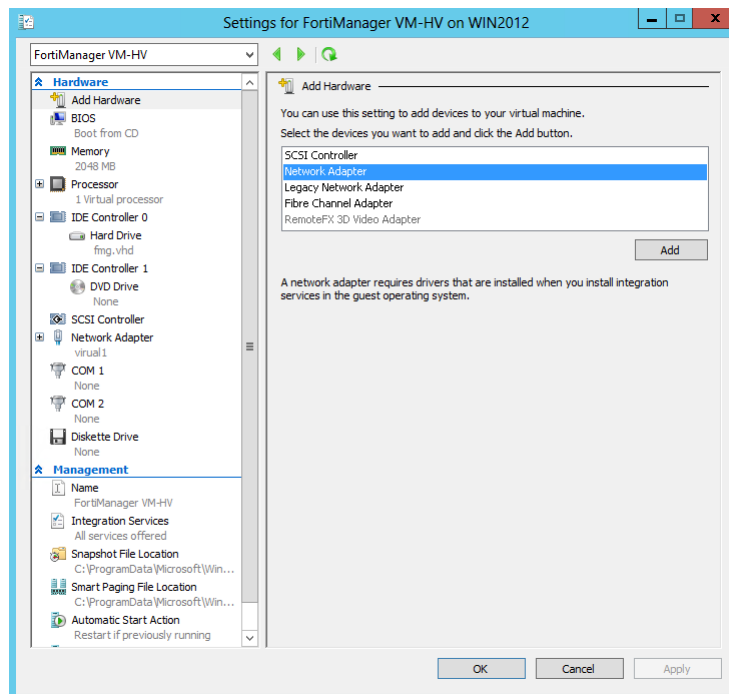 Settings for FortiManager VM-HV on WIN2012
FortiManager VM-HV
Hardware
Add Hardware
BIOS
Boot from CD
Memory
2048 MB
Processor
1 Virtual processor
IDE Controller 0
Hard Drive
fmg.vhd
IDE Controller 1
DVD Drive
None
SCSI Controller
Network Adapter
virual1
COM 1
None
COM 2
None
Diskette Drive
None
Management
Name
FortiManager VM-HV
Integration Services
All services offered
Snapshot File Location
C:\ProgramData\Microsoft\Win...
Smart Paging File Location
C:\ProgramData\Microsoft\Win...
Automatic Start Action
Restart if previously running
Add Hardware
You can use this setting to add devices to your virtual machine.
Select the devices you want to add and click the Add button.
SCSI Controller
Network Adapter
Legacy Network Adapter
Fibre Channel Adapter
RemoteFX 3D Video Adapter
Add
A network adapter requires drivers that are installed when you install integration
services in the guest operating system.
OK
Cancel
Apply